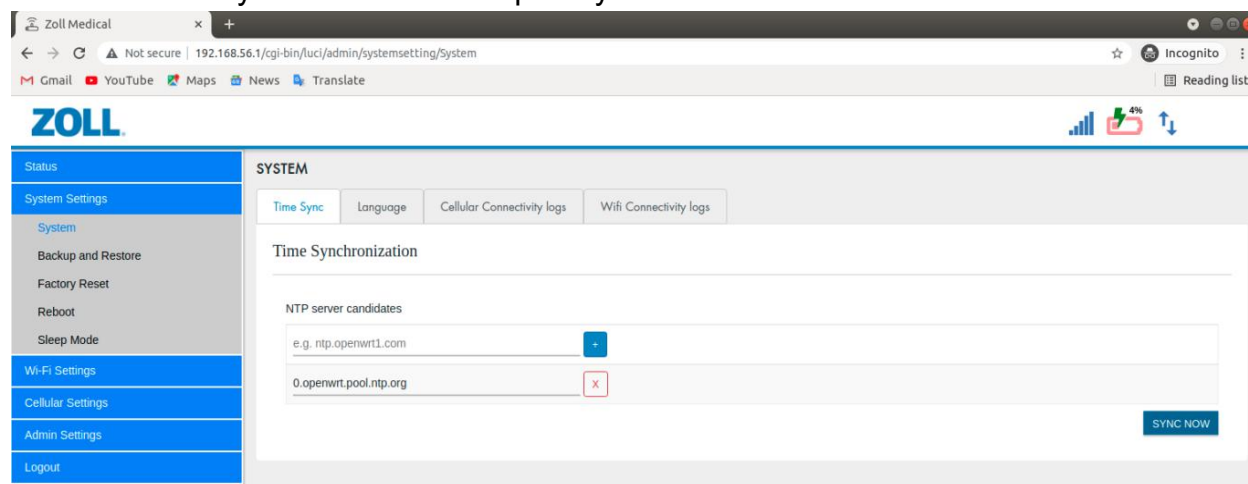 Zoll Medical
Not secure | 192.168.56.1/cgi-bin/luci/admin/systemsetting/System
Incognito
Gmail YouTube Maps News Translate
Reading list
ZOLL.
4%
Status
SYSTEM
System Settings
Time Sync Language Cellular Connectivity logs Wifi Connectivity logs
System
Backup and Restore
Time Synchronization
Factory Reset
Reboot
NTP server candidates
Sleep Mode
e.g. ntp.openwrt1.com +
Wi-Fi Settings
0.openwrt.pool.ntp.org X
Cellular Settings
SYNC NOW
Admin Settings
Logout